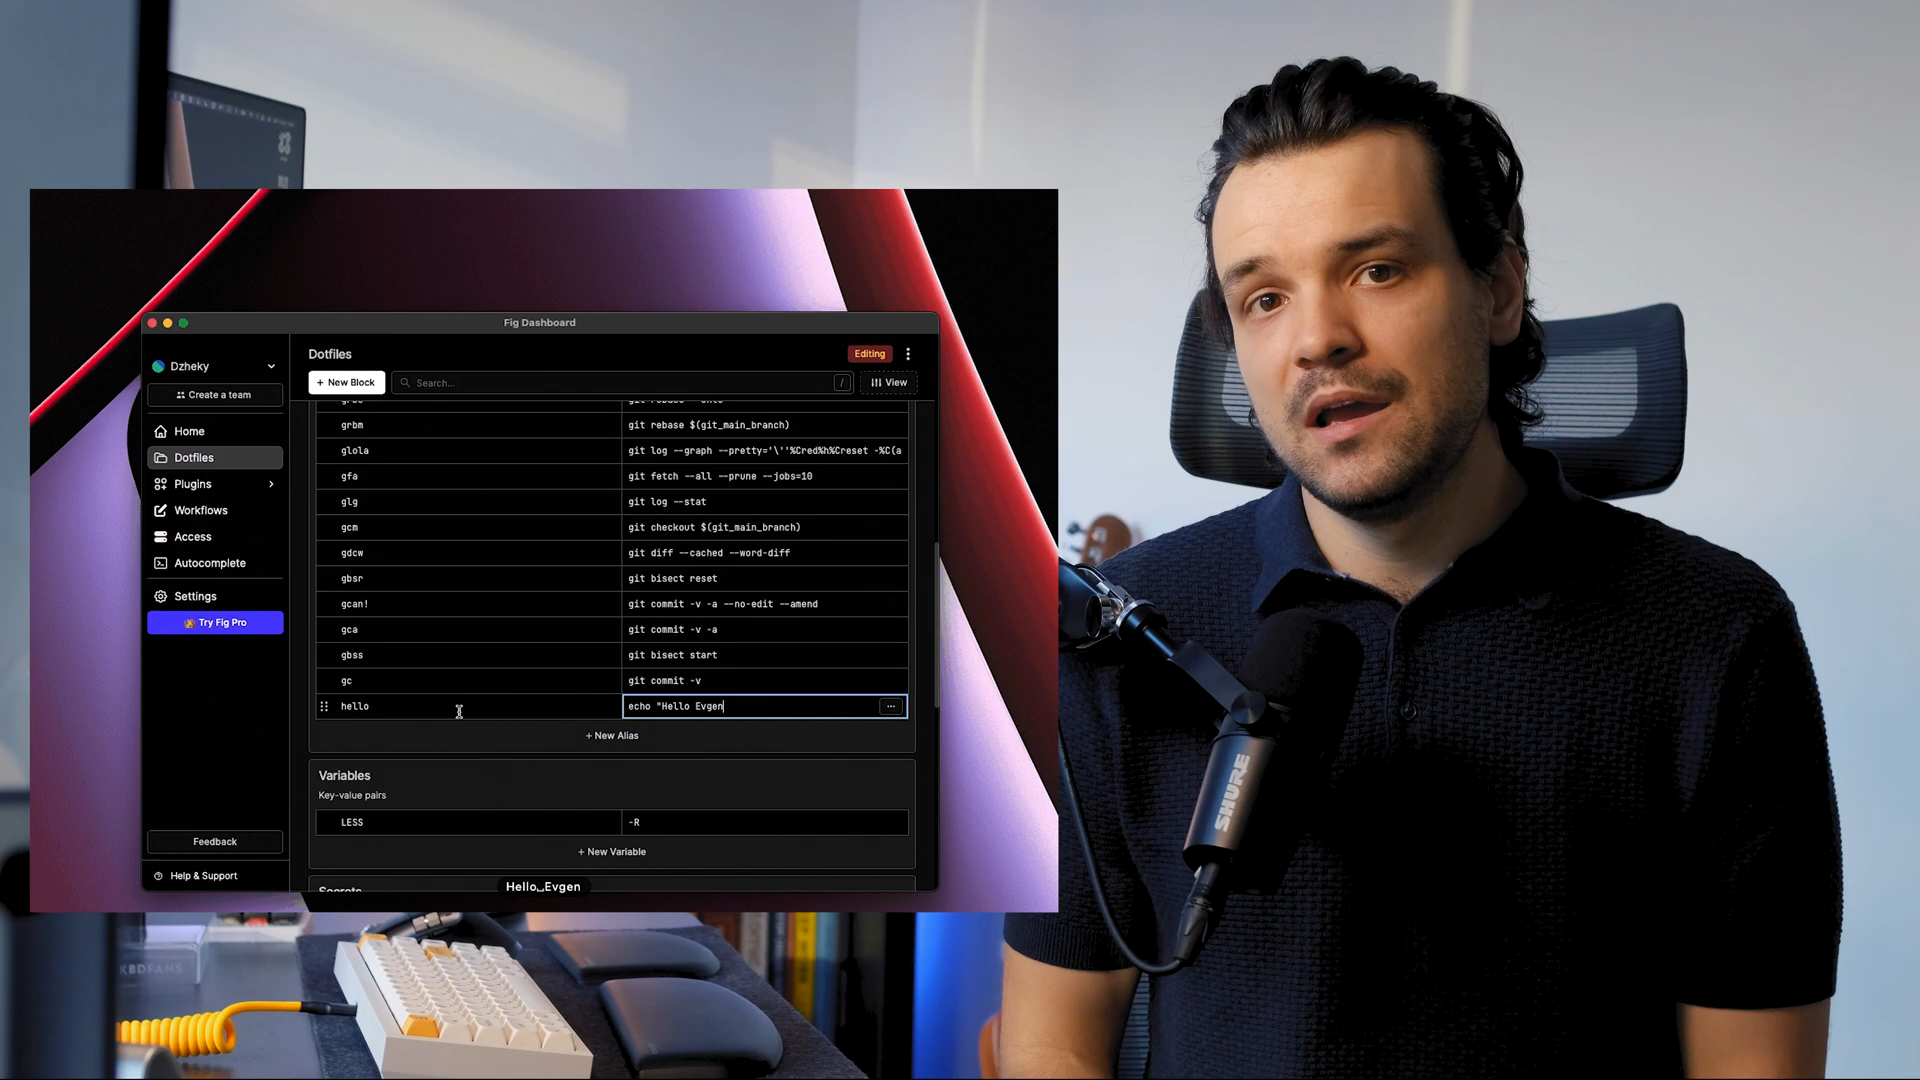 Fig Dashboard
Dzheky
Create a team
Home
Dotfiles
Plugins
Workflows
Access
Autocomplete
Settings
Try Fig Pro
Feedback
Help & Support
Dotfiles
Editing
+ New Block
Search...
/
View
grbm git rebase $(git_main_branch)
glola git log --graph --pretty='\''%Cred%h%Creset -%C(a
gfa git fetch --all --prune --jobs=10
glg git log --stat
gcm git checkout $(git_main_branch)
gdcw git diff --cached --word-diff
gbsr git bisect reset
gcan! git commit -v -a --no-edit --amend
gca git commit -v -a
gbss git bisect start
gc git commit -v
hello echo "Hello Evgen
+ New Alias
Variables
Key-value pairs
LESS -R
+ New Variable
Hello␣Evgen
KBDFANS
SHURE